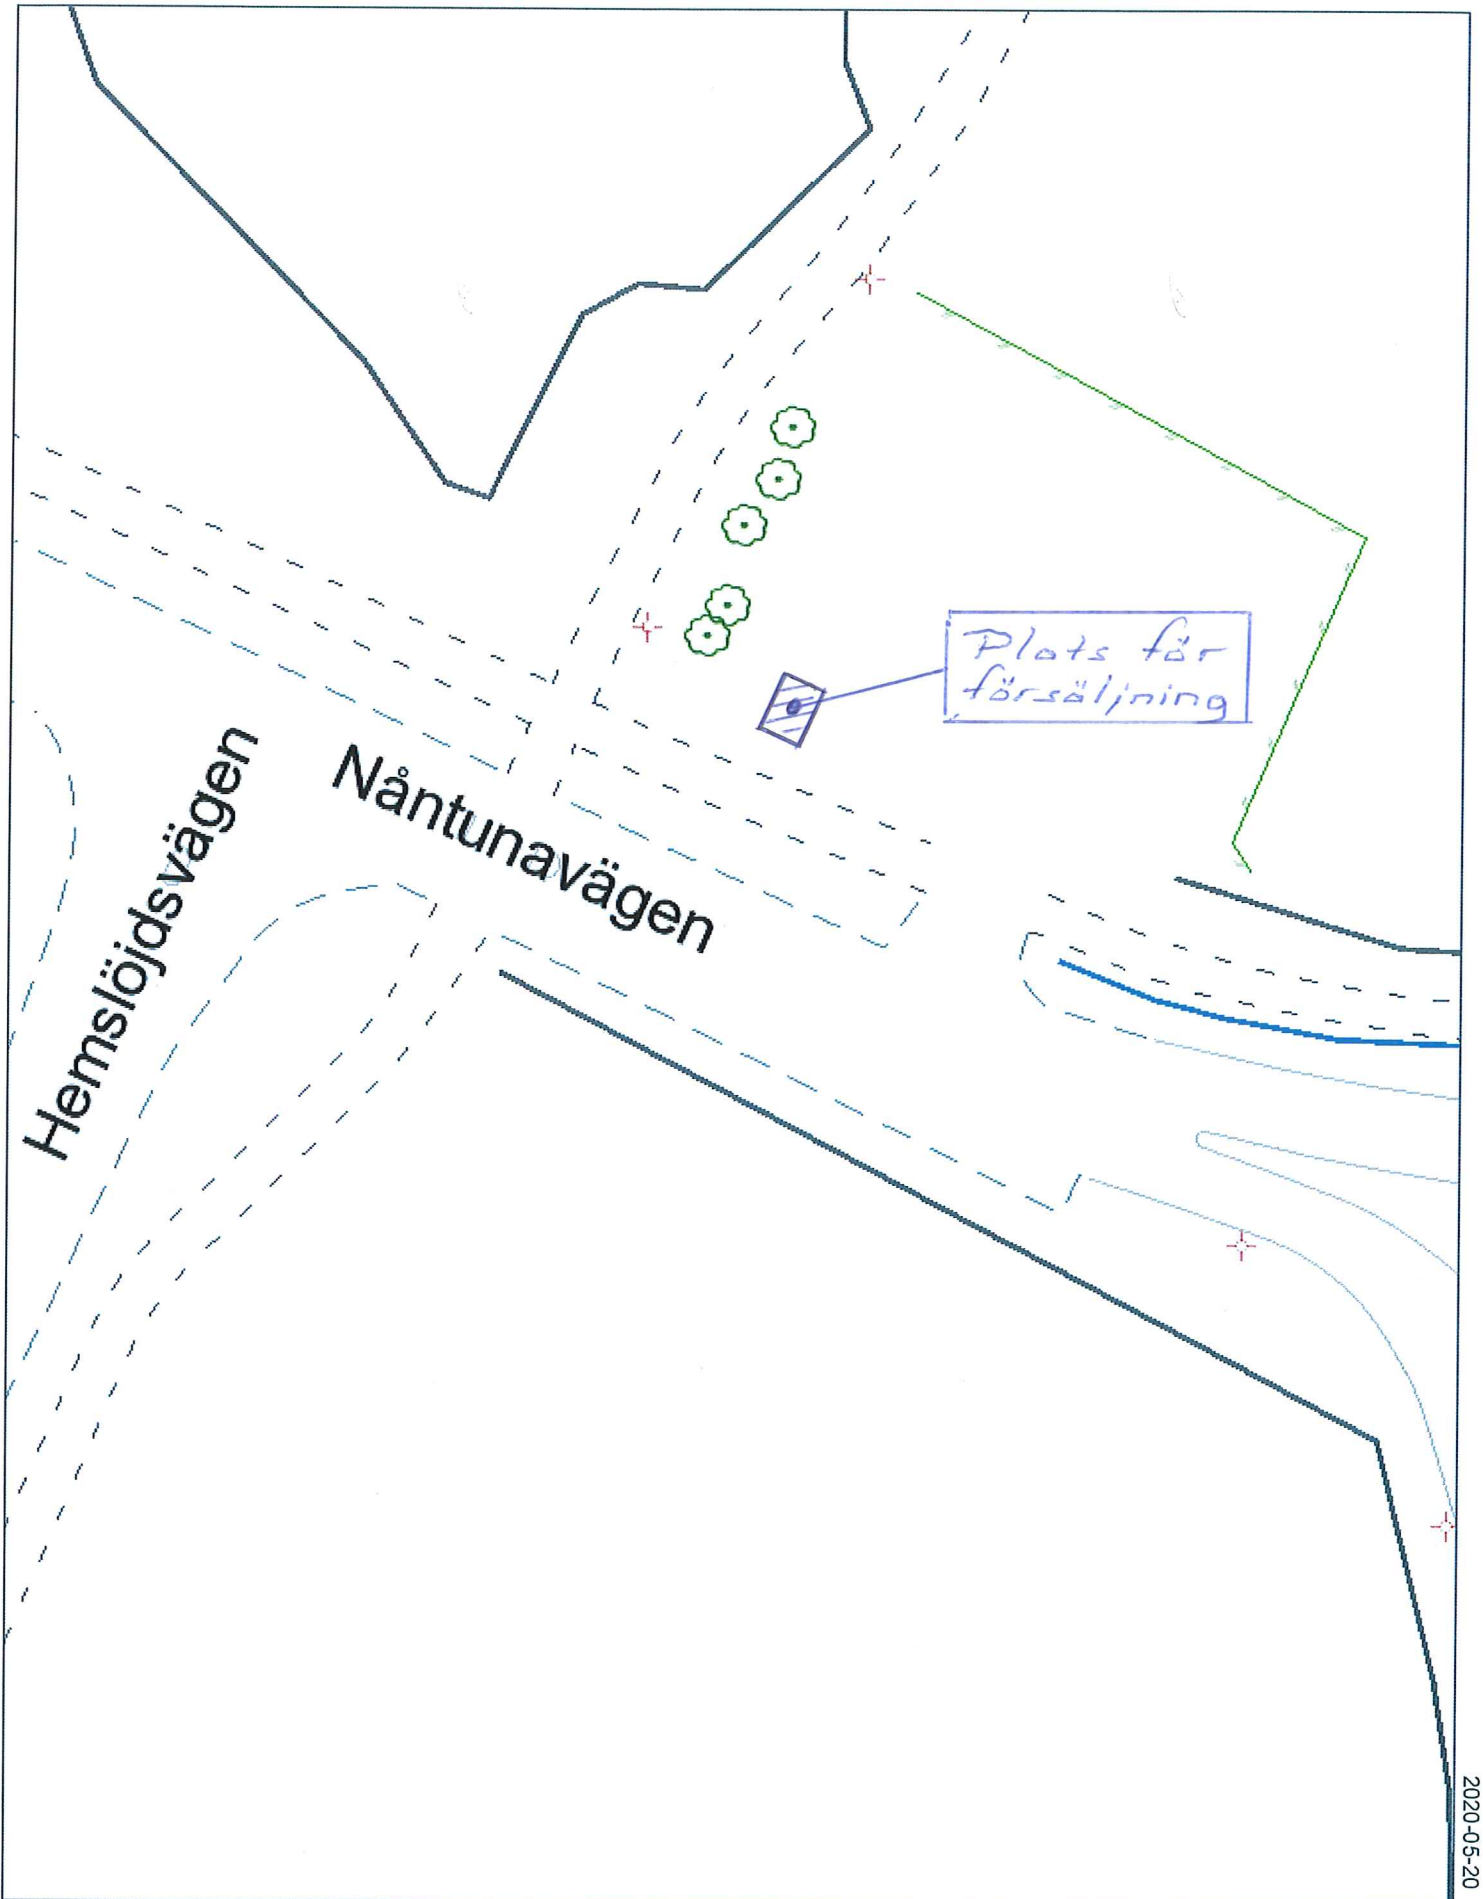 Plats för
försäljning
Nåntunavägen
Hemslöjdsvägen
2020-05-20